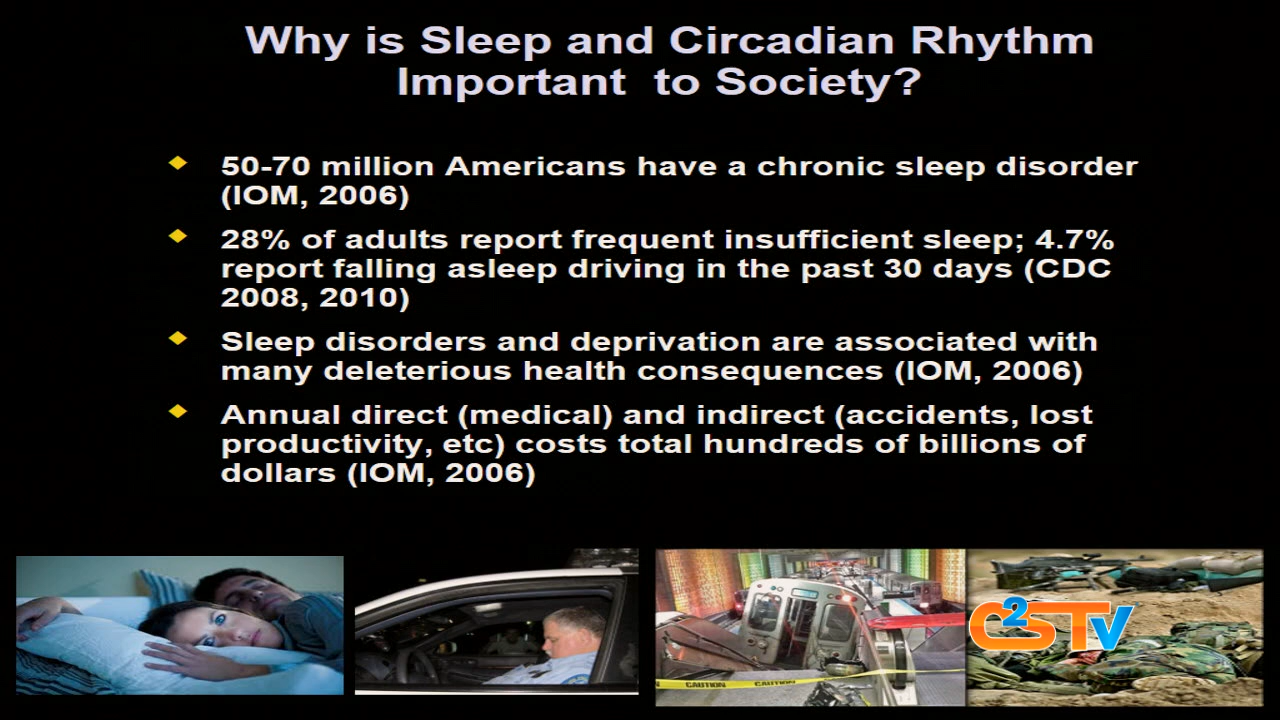 Why is Sleep and Circadian Rhythm
Important to Society?
50-70 million Americans have a chronic sleep disorder
(IOM, 2006)
28% of adults report frequent insufficient sleep; 4.7%
report falling asleep driving in the past 30 days (CDC
2008, 2010)
Sleep disorders and deprivation are associated with
many deleterious health consequences (IOM, 2006)
Annual direct (medical) and indirect (accidents, lost
productivity, etc) costs total hundreds of billions of
dollars (IOM, 2006)
C2STv
CAUTION CAUTION